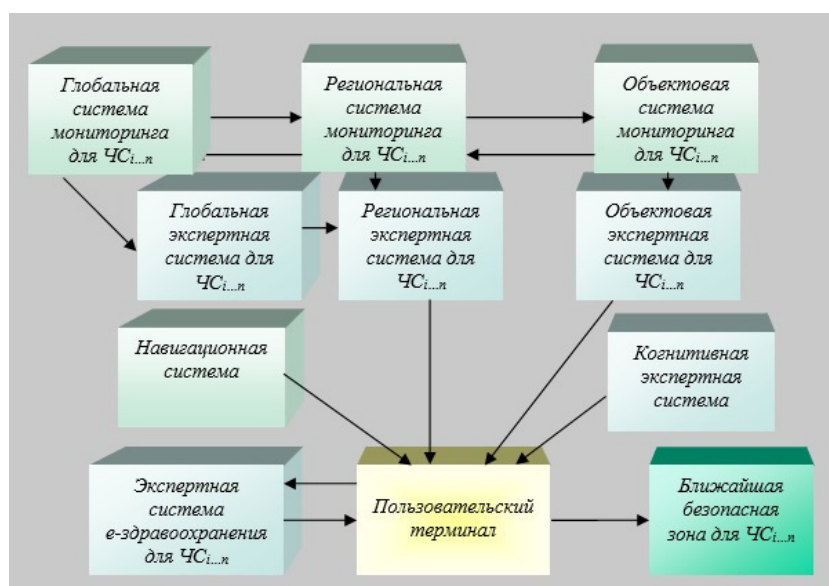 Глобальная
система
мониторинга
для ЧСi...n
Региональная
система
мониторинга
для ЧСi...n
Объектовая
система
мониторинга
для ЧСi...n
Глобальная
экспертная
система для
ЧСi...n
Региональная
экспертная
система для
ЧСi...n
Объектовая
экспертная
система для
ЧСi...n
Навигационная
система
Когнитивная
экспертная
система
Экспертная
система
е-здравоохранения
для ЧСi...n
Пользовательский
терминал
Ближайшая
безопасная
зона для ЧСi...n